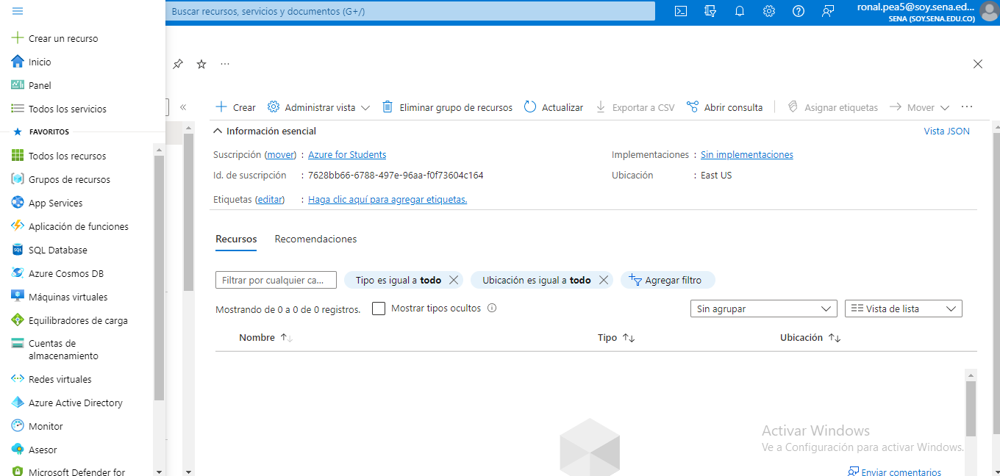 Buscar recursos, servicios y documentos (G+/)
ronal.pea5@soy.sena.ed...
SENA (SOY.SENA.EDU.CO)
Crear un recurso
Inicio
Panel
Todos los servicios
FAVORITOS
Todos los recursos
Grupos de recursos
App Services
Aplicación de funciones
SQL Database
Azure Cosmos DB
Máquinas virtuales
Equilibradores de carga
Cuentas de
almacenamiento
Redes virtuales
Azure Active Directory
Monitor
Asesor
Microsoft Defender for
Crear Administrar vista Eliminar grupo de recursos Actualizar Exportar a CSV Abrir consulta Asignar etiquetas Mover
Información esencial Vista JSON
Suscripción (mover) : Azure for Students Implementaciones : Sin implementaciones
Id. de suscripción : 7628bb66-6788-497e-96aa-f0f73604c164 Ubicación : East US
Etiquetas (editar) : Haga clic aquí para agregar etiquetas.
Recursos Recomendaciones
Filtrar por cualquier ca... Tipo es igual a todo Ubicación es igual a todo Agregar filtro
Mostrando de 0 a 0 de 0 registros. Mostrar tipos ocultos Sin agrupar Vista de lista
Nombre Tipo Ubicación
Activar Windows
Ve a Configuración para activar Windows.
Enviar comentarios